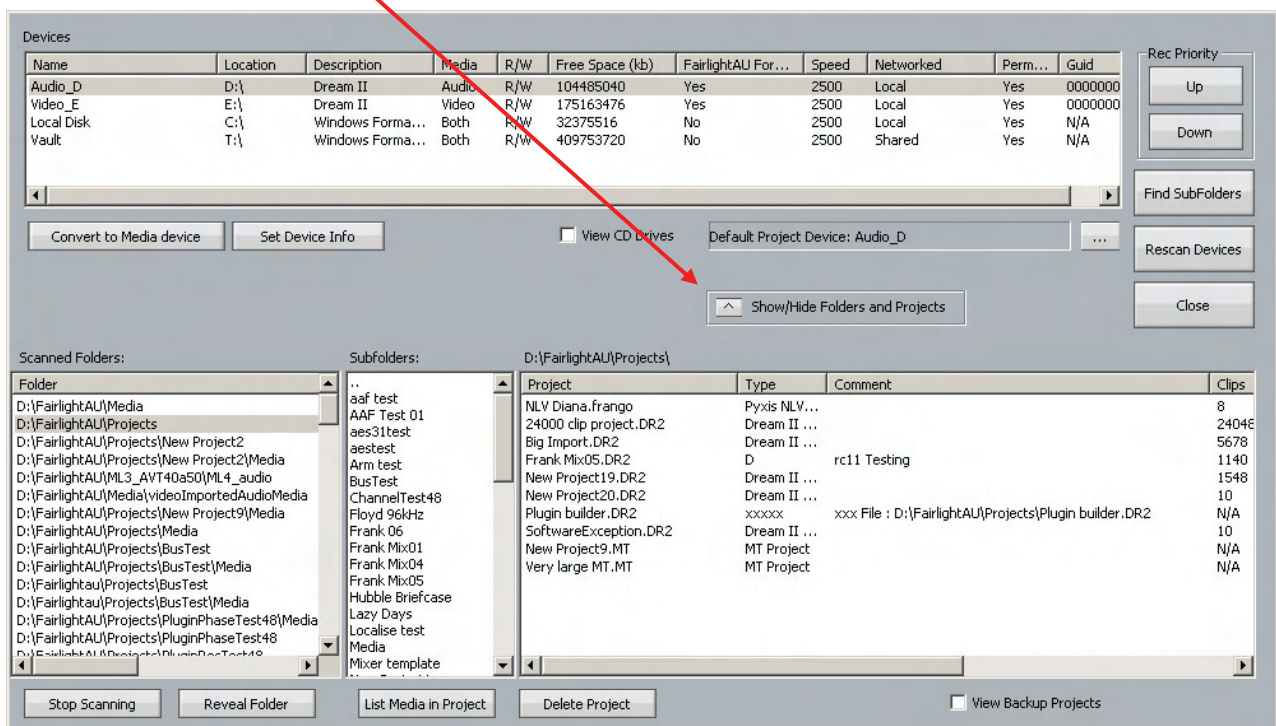 Devices
Name Location Description Media R/W Free Space (kb) FairlightAU For... Speed Networked Perm... Guid
Audio_D D:\ Dream II Audio R/W 104485040 Yes 2500 Local Yes 0000000
Video_E E:\ Dream II Video R/W 175163476 Yes 2500 Local Yes 0000000
Local Disk C:\ Windows Forma... Both R/W 32375516 No 2500 Local Yes N/A
Vault T:\ Windows Forma... Both R/W 409753720 No 2500 Shared Yes N/A
Rec Priority
Up
Down
Find SubFolders
Rescan Devices
Close
Convert to Media device
Set Device Info
View CD Drives
Default Project Device: Audio_D
...
Show/Hide Folders and Projects
Scanned Folders:
Folder
D:\FairlightAU\Media
D:\FairlightAU\Projects
D:\FairlightAU\Projects\New Project2
D:\FairlightAU\Projects\New Project2\Media
D:\FairlightAU\ML3_AVT40a50\ML4_audio
D:\FairlightAU\Media\videoImportedAudioMedia
D:\FairlightAU\Projects\New Project9\Media
D:\FairlightAU\Projects\Media
D:\FairlightAU\Projects\BusTest
D:\FairlightAU\Projects\BusTest\Media
D:\Fairlightau\Projects\BusTest
D:\Fairlightau\Projects\BusTest\Media
D:\FairlightAU\Projects\PluginPhaseTest48\Media
D:\FairlightAU\Projects\PluginPhaseTest48
Subfolders:
..
aaf test
AAF Test 01
aes31test
aestest
Arm test
BusTest
ChannelTest48
Floyd 96kHz
Frank 06
Frank Mix01
Frank Mix04
Frank Mix05
Hubble Briefcase
Lazy Days
Localise test
Media
Mixer template
D:\FairlightAU\Projects\
Project Type Comment Clips
NLV Diana.frango Pyxis NLV... 8
24000 clip project.DR2 Dream II ... 24048
Big Import.DR2 Dream II ... 5678
Frank Mix05.DR2 D rc11 Testing 1140
New Project19.DR2 Dream II ... 1548
New Project20.DR2 Dream II ... 10
Plugin builder.DR2 xxxxx xxx File : D:\FairlightAU\Projects\Plugin builder.DR2 N/A
SoftwareException.DR2 Dream II ... 10
New Project9.MT MT Project N/A
Very large MT.MT MT Project N/A
Stop Scanning
Reveal Folder
List Media in Project
Delete Project
View Backup Projects